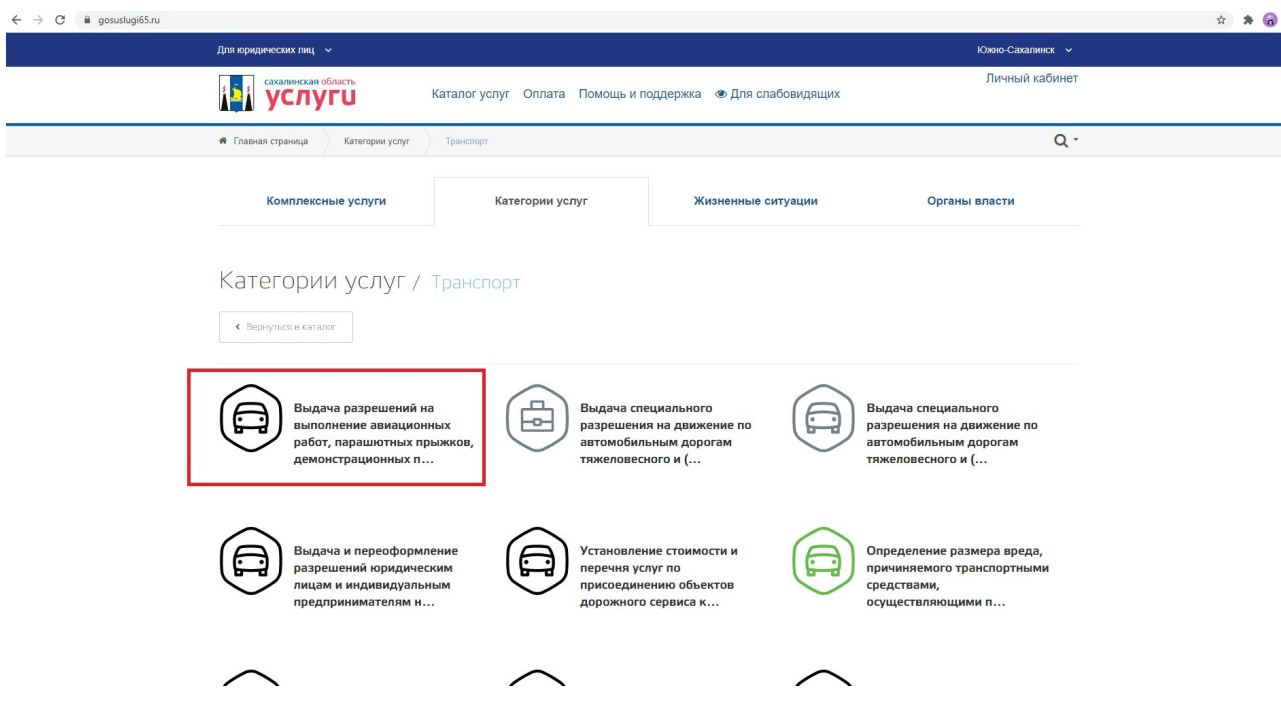 gosuslugi65.ru
Для юридических лиц
Южно-Сахалинск
сахалинская область
услуги
Каталог услуг Оплата Помощь и поддержка Для слабовидящих
Личный кабинет
Главная страница Категории услуг Транспорт
Комплексные услуги Категории услуг Жизненные ситуации Органы власти
Категории услуг / Транспорт
Вернуться в каталог
Выдача разрешений на
выполнение авиационных
работ, парашютных прыжков,
демонстрационных п...
Выдача специального
разрешения на движение по
автомобильным дорогам
тяжеловесного и (...
Выдача специального
разрешения на движение по
автомобильным дорогам
тяжеловесного и (...
Выдача и переоформление
разрешений юридическим
лицам и индивидуальным
предпринимателям н...
Установление стоимости и
перечня услуг по
присоединению объектов
дорожного сервиса к...
Определение размера вреда,
причиняемого транспортными
средствами,
осуществляющими п...